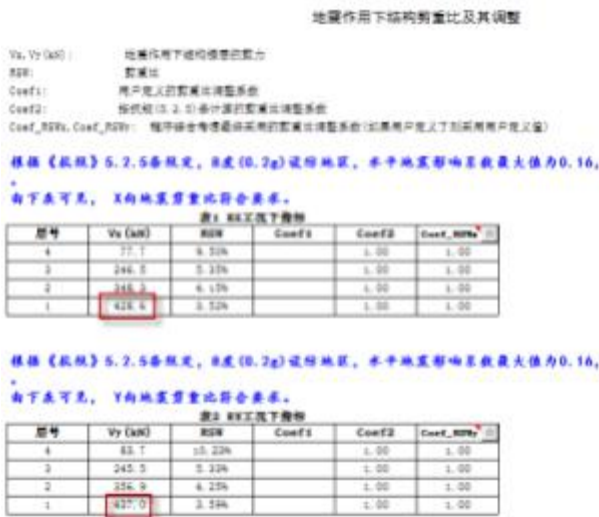 地震作用下结构剪重比及其调整
Vx, Vy (kN): 地震作用下结构楼层的剪力
RSW: 剪重比
Coef1: 用户定义的剪重比调整系数
Coef2: 按抗规(5.2.5)条计算的剪重比调整系数
Coef_RSWx, Coef_RSWy: 程序综合考虑最终采用的剪重比调整系数(如果用户定义了则采用用户定义值)
根据《抗规》5.2.5条规定, 8度(0.2g)设防地区, 水平地震影响系数最大值为0.16,
。
由下表可见, X向地震剪重比符合要求。
表1 EX工况下指标
层号 Vx (kN) RSW Coef1 Coef2 Coef_RSWx
4 77.7 9.50% 1.00 1.00
3 246.5 5.35% 1.00 1.00
2 4.15% 1.00 1.00
1 428.4 3.52% 1.00 1.00
根据《抗规》5.2.5条规定, 8度(0.2g)设防地区, 水平地震影响系数最大值为0.16,
。
由下表可见, Y向地震剪重比符合要求。
表2 EY工况下指标
层号 Vy (kN) RSW Coef1 Coef2 Coef_RSWy
4 83.7 10.23% 1.00 1.00
3 245.5 5.33% 1.00 1.00
2 356.9 4.25% 1.00 1.00
1 437.0 3.59% 1.00 1.00